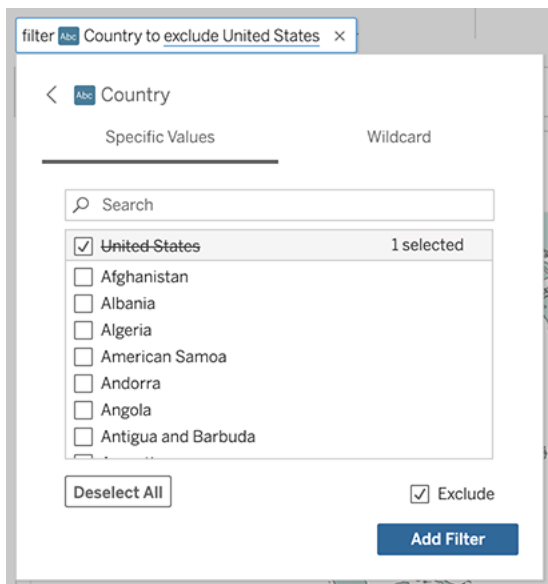 filter Abc Country to exclude United States ×
Abc Country
Specific Values Wildcard
Search
United States 1 selected
Afghanistan
Albania
Algeria
American Samoa
Andorra
Angola
Antigua and Barbuda
Deselect All Exclude
Add Filter